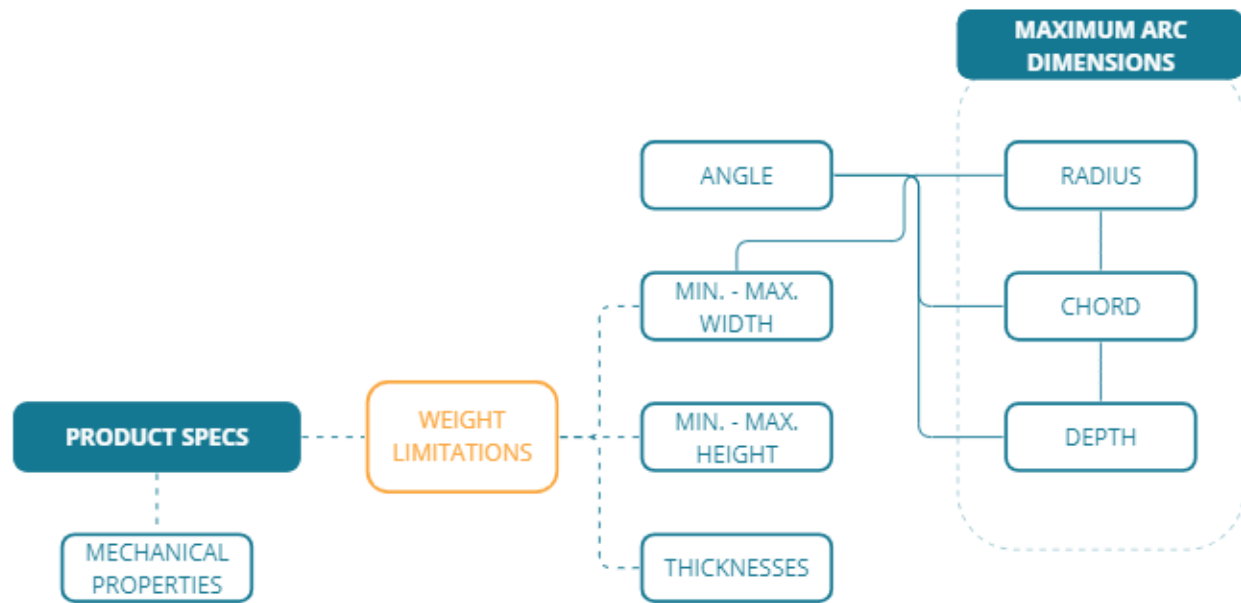 MAXIMUM ARC
DIMENSIONS
ANGLE
RADIUS
MIN. - MAX.
WIDTH
CHORD
PRODUCT SPECS
WEIGHT
LIMITATIONS
MIN. - MAX.
HEIGHT
DEPTH
MECHANICAL
PROPERTIES
THICKNESSES